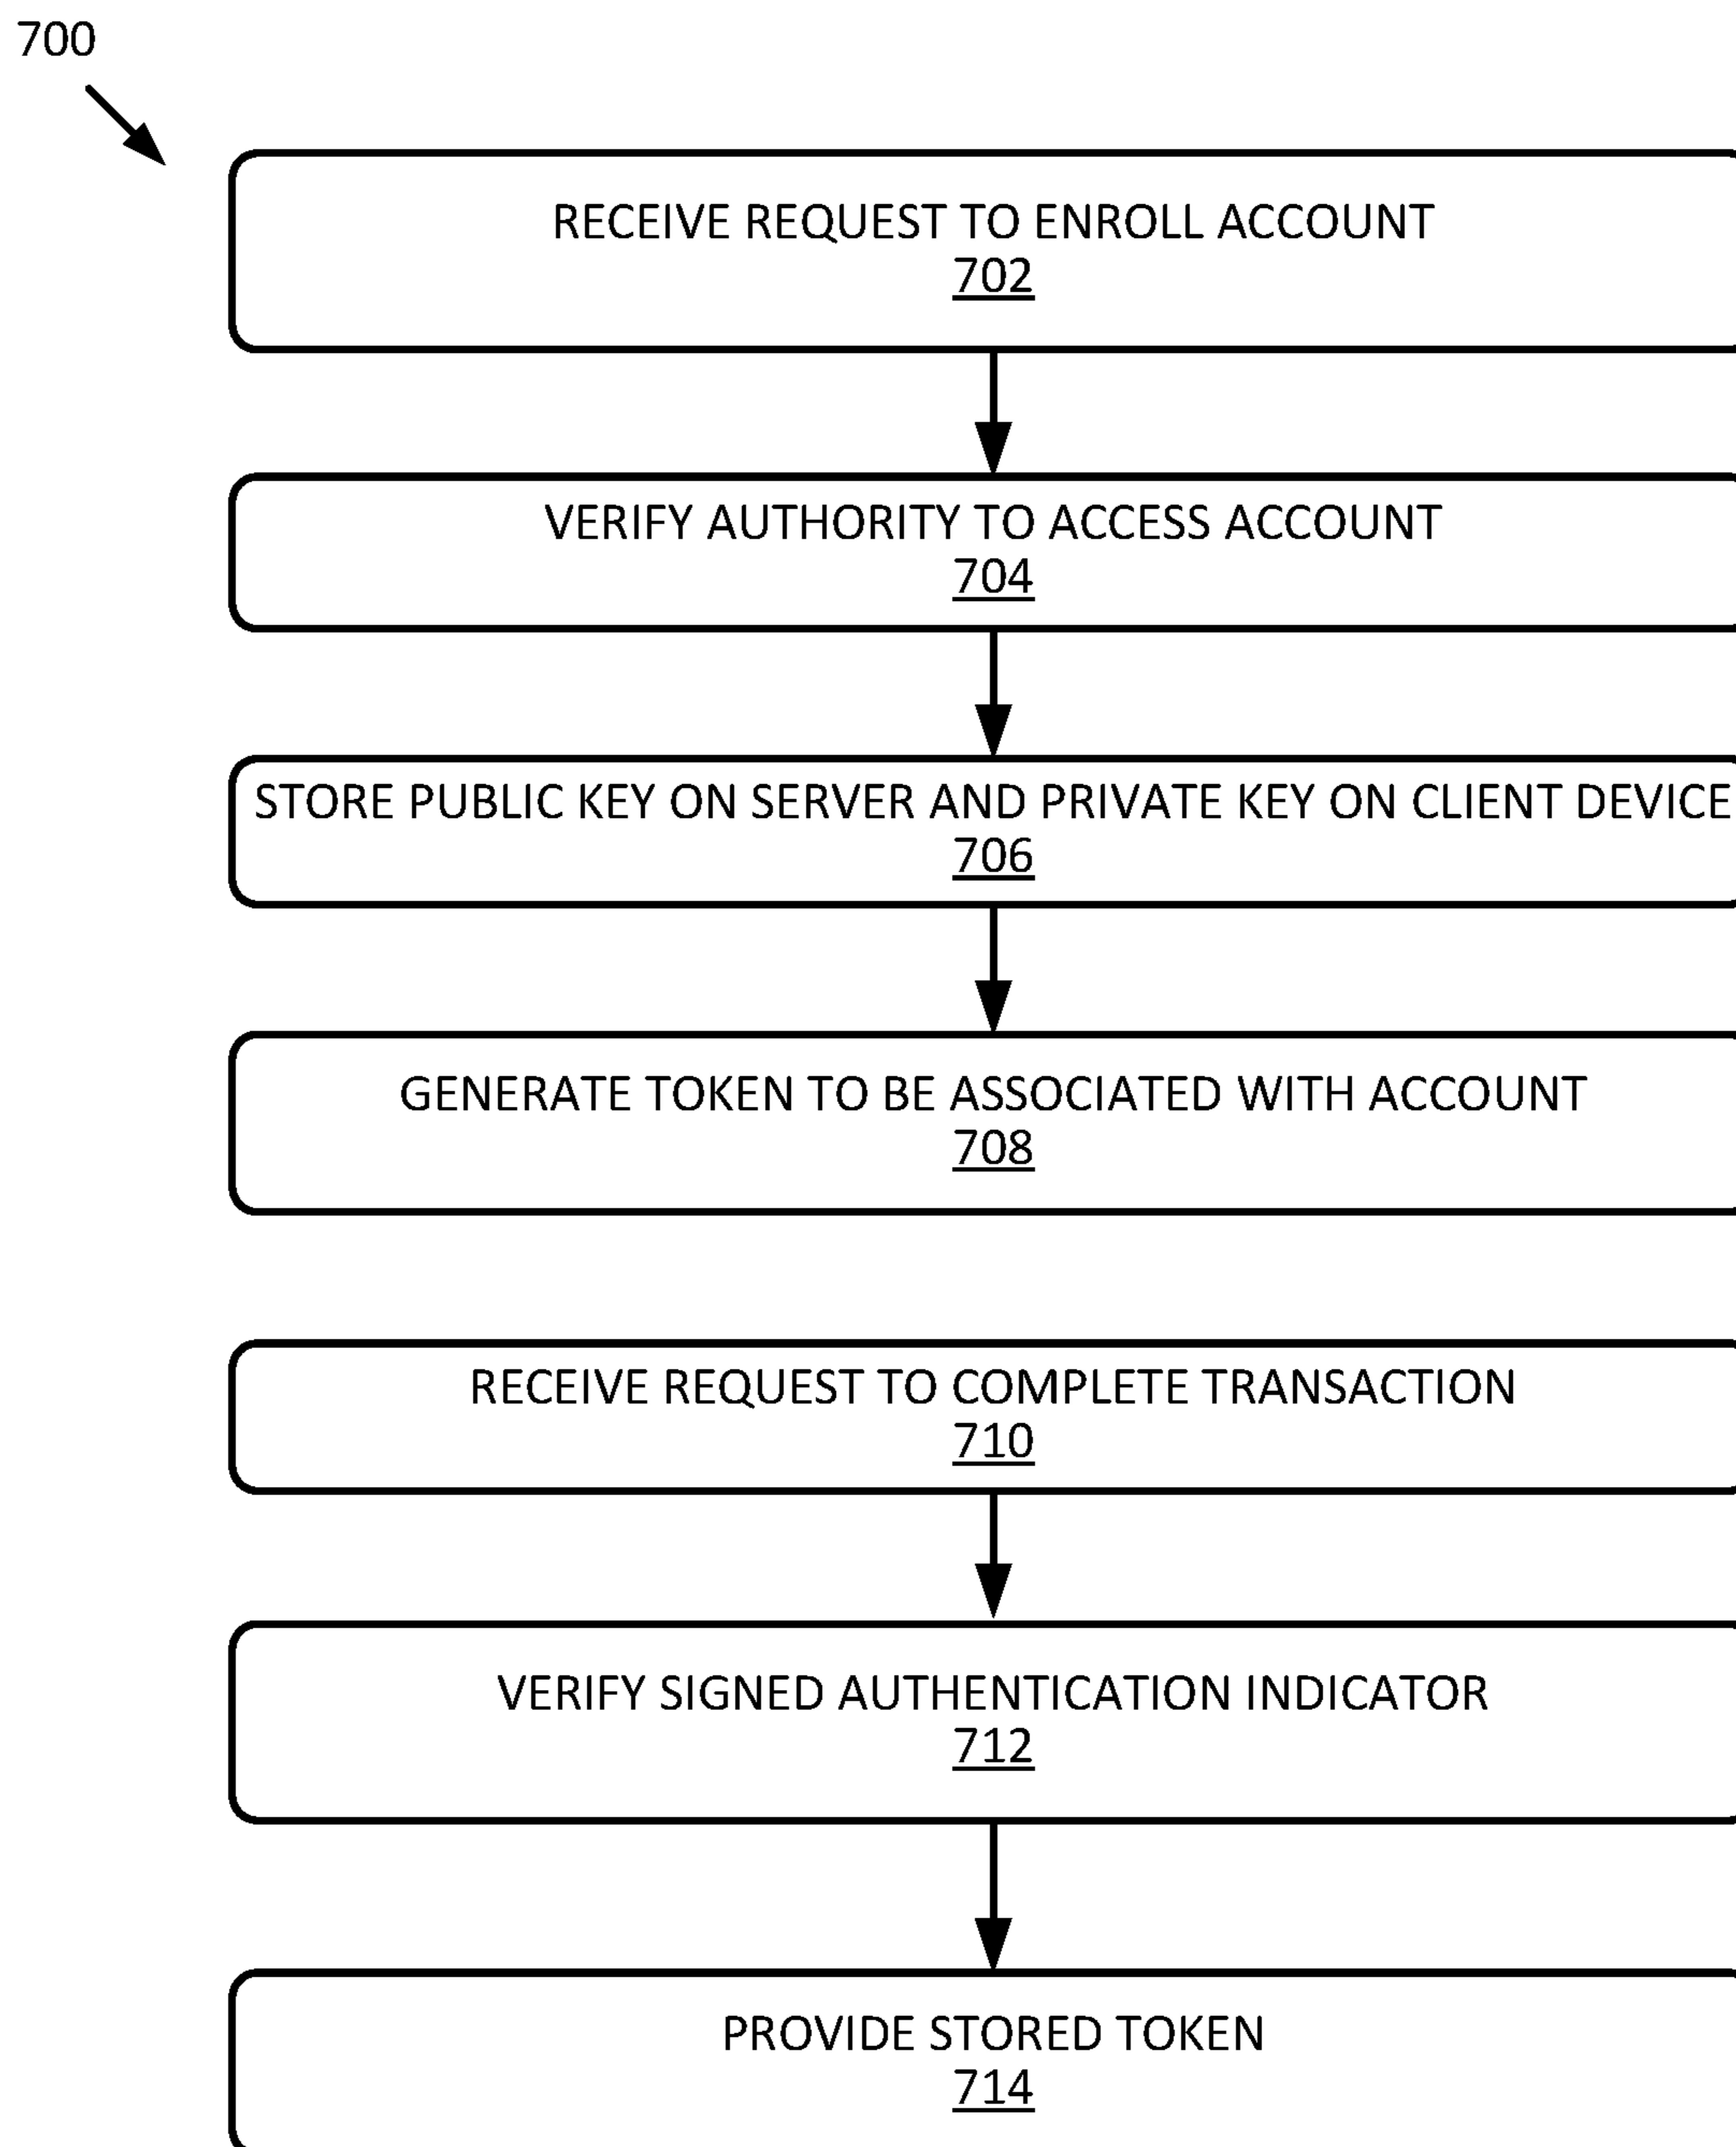 700
RECEIVE REQUEST TO ENROLL ACCOUNT
702
VERIFY AUTHORITY TO ACCESS ACCOUNT
704
STORE PUBLIC KEY ON SERVER AND PRIVATE KEY ON CLIENT DEVICE
706
GENERATE TOKEN TO BE ASSOCIATED WITH ACCOUNT
708
RECEIVE REQUEST TO COMPLETE TRANSACTION
710
VERIFY SIGNED AUTHENTICATION INDICATOR
712
PROVIDE STORED TOKEN
714